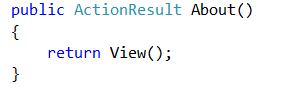 public ActionResult About()
{
    return View();
}